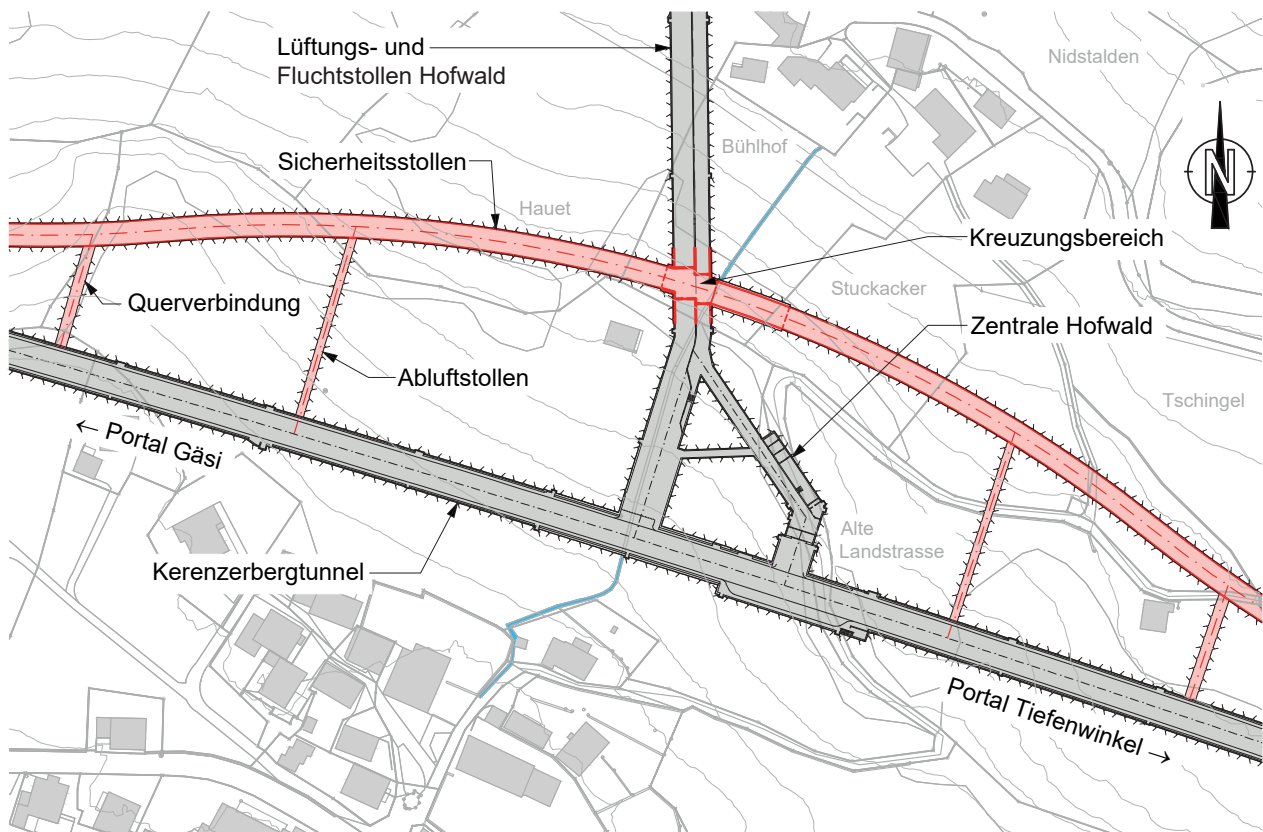 Lüftungs- und
Fluchtstollen Hofwald
Nidstalden
Bühlhof
N
Sicherheitsstollen
Hauet
Kreuzungsbereich
Querverbindung
Stuckacker
Zentrale Hofwald
Abluftstollen
Tschingel
← Portal Gäsi
Alte
Landstrasse
Kerenzerbergtunnel
Portal Tiefenwinkel →